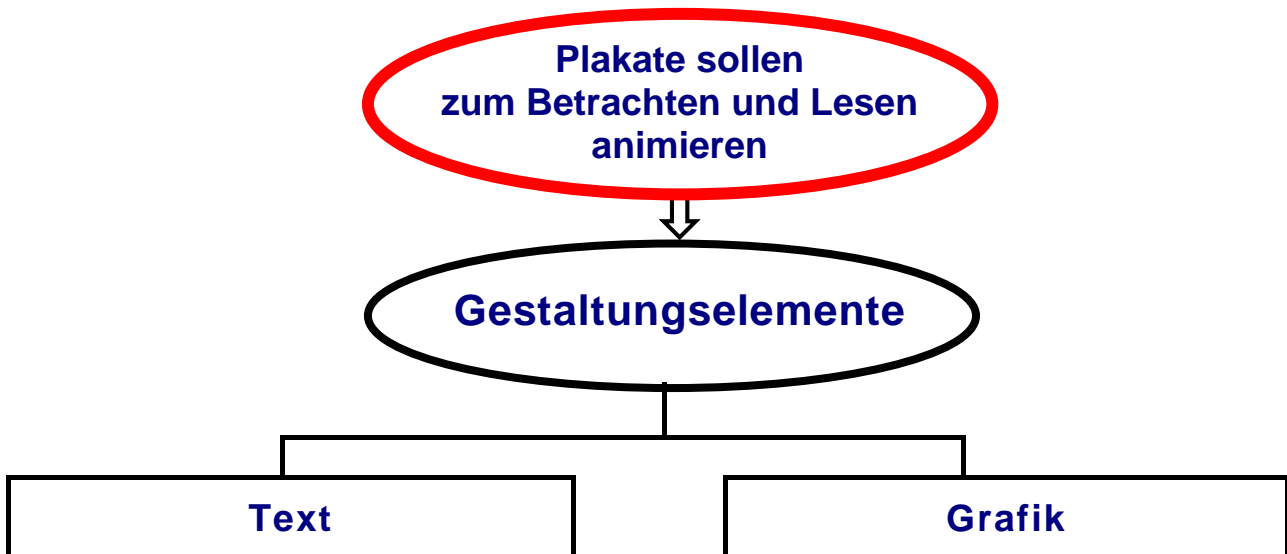 Plakate sollen
zum Betrachten und Lesen
animieren
Gestaltungselemente
Text
Grafik